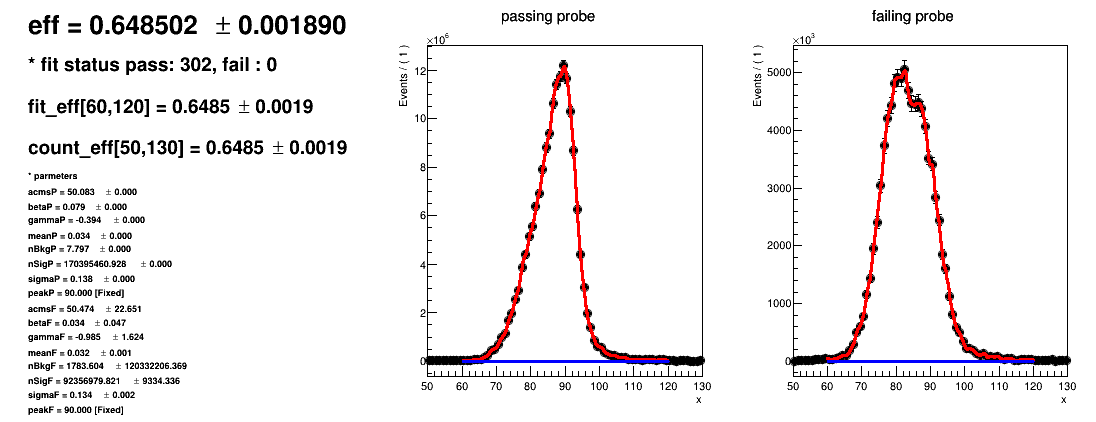 eff = 0.648502 ± 0.001890
* fit status pass: 302, fail : 0
fit_eff[60,120] = 0.6485 ± 0.0019
count_eff[50,130] = 0.6485 ± 0.0019
* parmeters
acmsP = 50.083 ± 0.000
betaP = 0.079 ± 0.000
gammaP = -0.394 ± 0.000
meanP = 0.034 ± 0.000
nBkgP = 7.797 ± 0.000
nSigP = 170395460.928 ± 0.000
sigmaP = 0.138 ± 0.000
peakP = 90.000 [Fixed]
acmsF = 50.474 ± 22.651
betaF = 0.034 ± 0.047
gammaF = -0.985 ± 1.624
meanF = 0.032 ± 0.001
nBkgF = 1783.604 ± 120332206.369
nSigF = 92356979.821 ± 9334.336
sigmaF = 0.134 ± 0.002
peakF = 90.000 [Fixed]
passing probe
×10⁶
Events / ( 1 )
12
10
8
6
4
2
0
50 60 70 80 90 100 110 120 130
x
failing probe
×10³
Events / ( 1 )
5000
4000
3000
2000
1000
0
50 60 70 80 90 100 110 120 130
x